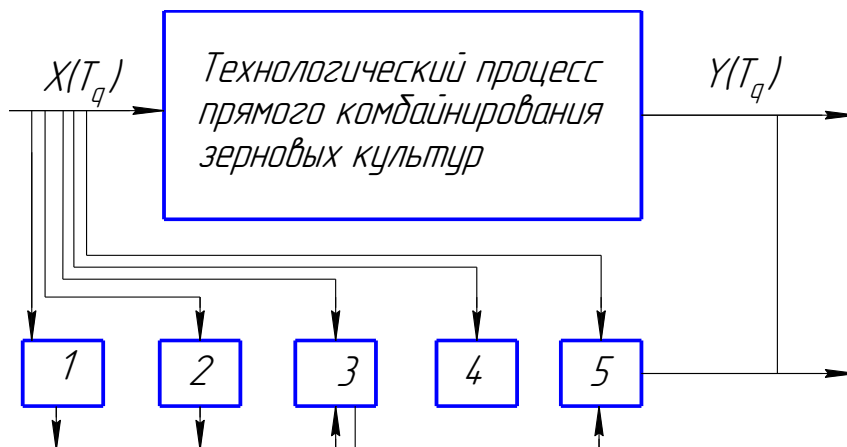 X(Tq)
Технологический процесс
прямого комбайнирования
зерновых культур
Y(Tq)
1
2
3
4
5